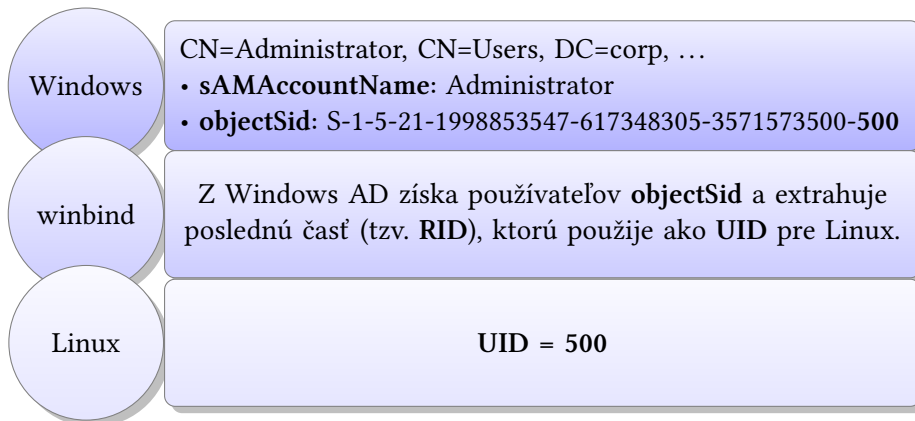 Windows
CN=Administrator, CN=Users, DC=corp, …
• sAMAccountName: Administrator
• objectSid: S-1-5-21-1998853547-617348305-3571573500-500
winbind
Z Windows AD získa používateľov objectSid a extrahuje
poslednú časť (tzv. RID), ktorú použije ako UID pre Linux.
Linux
UID = 500